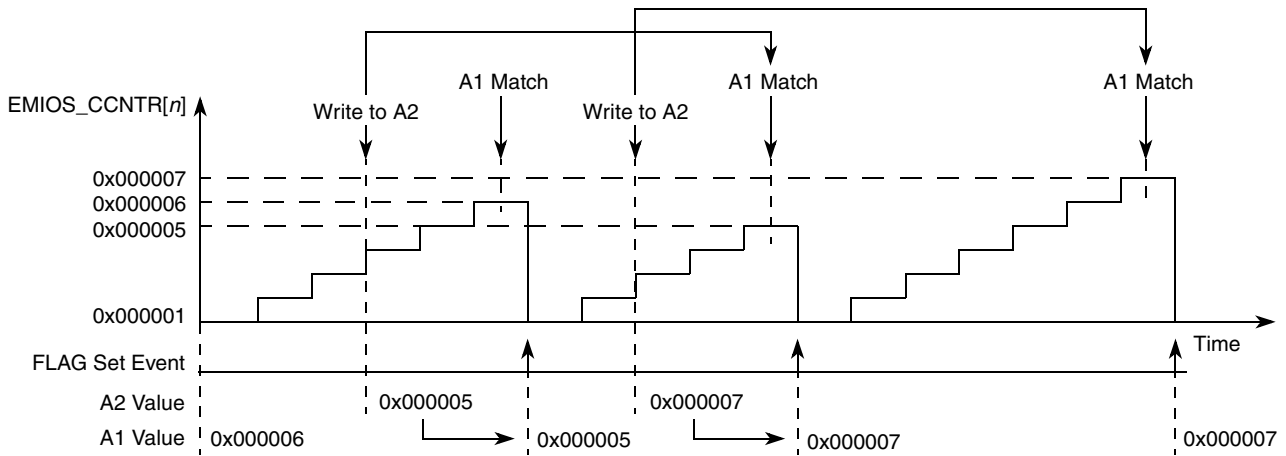 A1 Match
A1 Match
A1 Match
EMIOS_CCNTR[n]
Write to A2
Write to A2
0x000007
0x000006
0x000005
0x000001
Time
FLAG Set Event
A2 Value
0x000005
0x000007
A1 Value
0x000006
0x000005
0x000007
0x000007